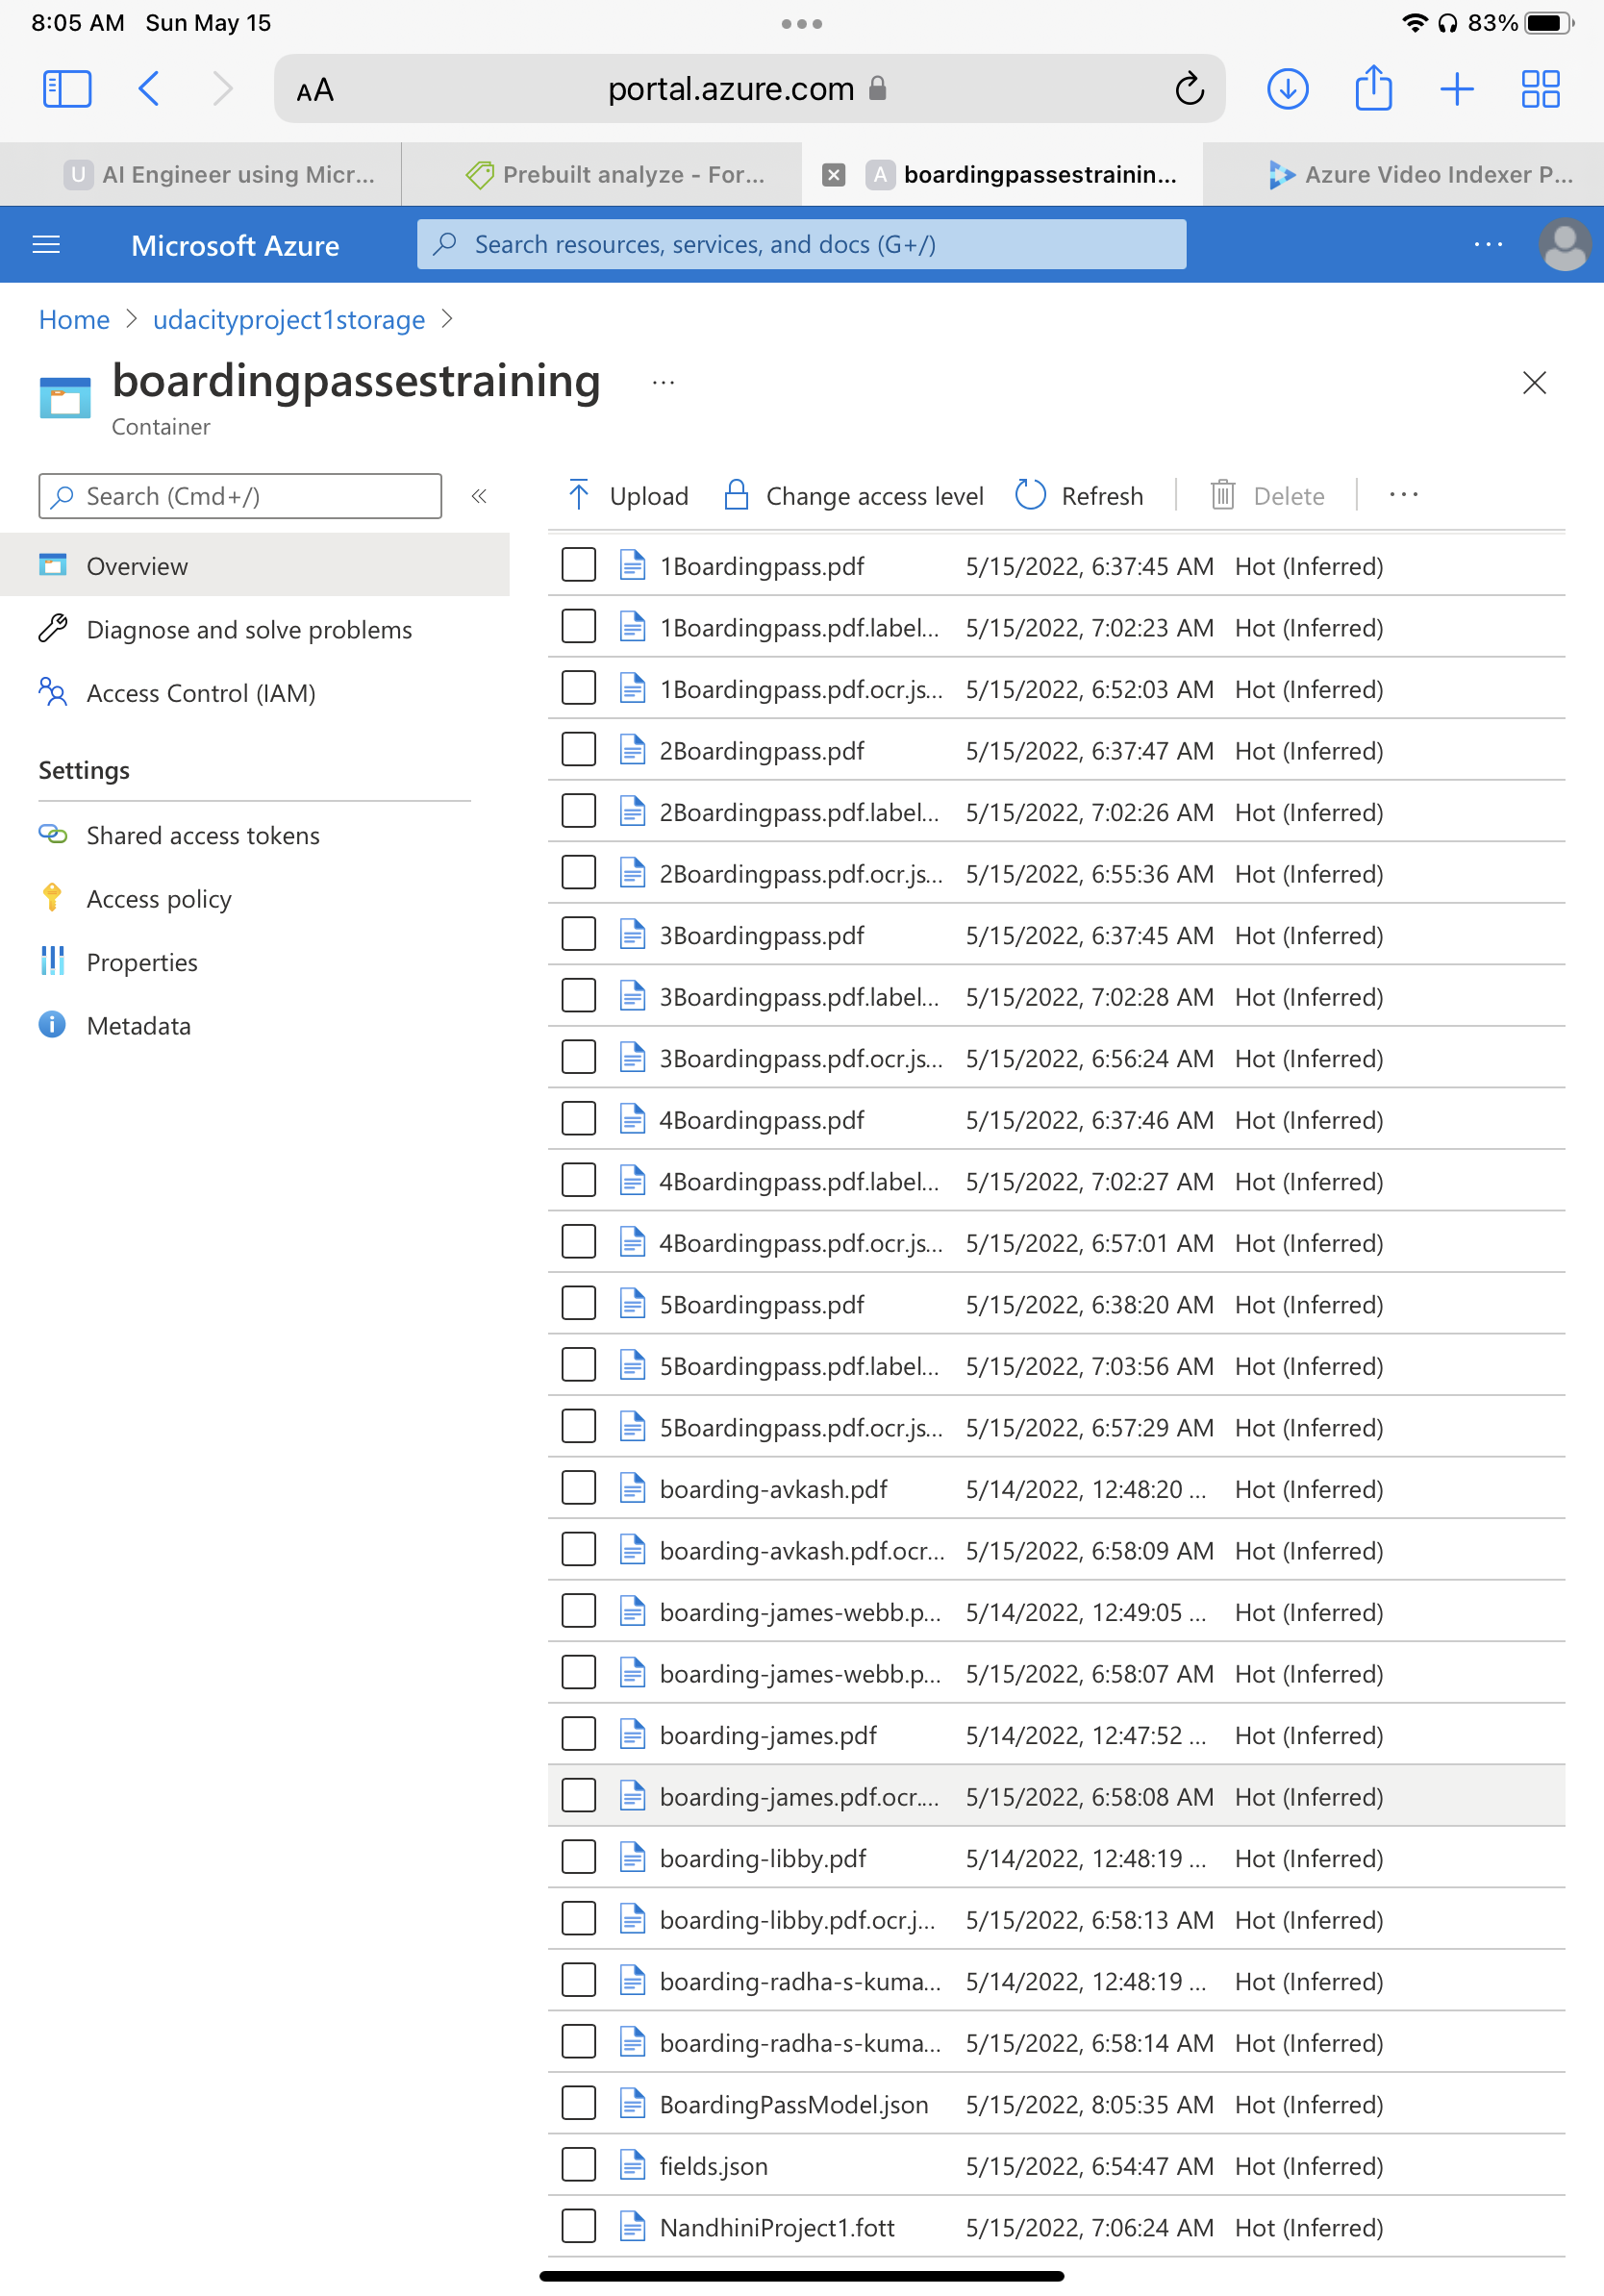 8:05 AM Sun May 15
83%
AA portal.azure.com
U AI Engineer using Micr...
Prebuilt analyze - For...
A boardingpassestrainin...
Azure Video Indexer P...
Microsoft Azure
Search resources, services, and docs (G+/)
Home > udacityproject1storage >
boardingpassestraining ...
Container
Search (Cmd+/)
«
Overview
Diagnose and solve problems
Access Control (IAM)
Settings
Shared access tokens
Access policy
Properties
Metadata
Upload Change access level Refresh Delete ...
1Boardingpass.pdf 5/15/2022, 6:37:45 AM Hot (Inferred)
1Boardingpass.pdf.label... 5/15/2022, 7:02:23 AM Hot (Inferred)
1Boardingpass.pdf.ocr.js... 5/15/2022, 6:52:03 AM Hot (Inferred)
2Boardingpass.pdf 5/15/2022, 6:37:47 AM Hot (Inferred)
2Boardingpass.pdf.label... 5/15/2022, 7:02:26 AM Hot (Inferred)
2Boardingpass.pdf.ocr.js... 5/15/2022, 6:55:36 AM Hot (Inferred)
3Boardingpass.pdf 5/15/2022, 6:37:45 AM Hot (Inferred)
3Boardingpass.pdf.label... 5/15/2022, 7:02:28 AM Hot (Inferred)
3Boardingpass.pdf.ocr.js... 5/15/2022, 6:56:24 AM Hot (Inferred)
4Boardingpass.pdf 5/15/2022, 6:37:46 AM Hot (Inferred)
4Boardingpass.pdf.label... 5/15/2022, 7:02:27 AM Hot (Inferred)
4Boardingpass.pdf.ocr.js... 5/15/2022, 6:57:01 AM Hot (Inferred)
5Boardingpass.pdf 5/15/2022, 6:38:20 AM Hot (Inferred)
5Boardingpass.pdf.label... 5/15/2022, 7:03:56 AM Hot (Inferred)
5Boardingpass.pdf.ocr.js... 5/15/2022, 6:57:29 AM Hot (Inferred)
boarding-avkash.pdf 5/14/2022, 12:48:20 ... Hot (Inferred)
boarding-avkash.pdf.ocr... 5/15/2022, 6:58:09 AM Hot (Inferred)
boarding-james-webb.p... 5/14/2022, 12:49:05 ... Hot (Inferred)
boarding-james-webb.p... 5/15/2022, 6:58:07 AM Hot (Inferred)
boarding-james.pdf 5/14/2022, 12:47:52 ... Hot (Inferred)
boarding-james.pdf.ocr.... 5/15/2022, 6:58:08 AM Hot (Inferred)
boarding-libby.pdf 5/14/2022, 12:48:19 ... Hot (Inferred)
boarding-libby.pdf.ocr.j... 5/15/2022, 6:58:13 AM Hot (Inferred)
boarding-radha-s-kuma... 5/14/2022, 12:48:19 ... Hot (Inferred)
boarding-radha-s-kuma... 5/15/2022, 6:58:14 AM Hot (Inferred)
BoardingPassModel.json 5/15/2022, 8:05:35 AM Hot (Inferred)
fields.json 5/15/2022, 6:54:47 AM Hot (Inferred)
NandhiniProject1.fott 5/15/2022, 7:06:24 AM Hot (Inferred)